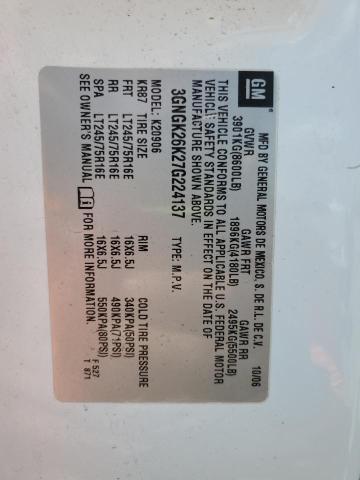 GM
MFD BY GENERAL MOTORS DE MEXICO, S. DE R.L. DE C.V.
10/06
GVWR GAWR FRT GAWR RR
3901KG(8600LB) 1896KG(4180LB) 2495KG(5500LB)
THIS VEHICLE CONFORMS TO ALL APPLICABLE U.S. FEDERAL MOTOR
VEHICLE SAFETY STANDARDS IN EFFECT ON THE DATE OF
MANUFACTURE SHOWN ABOVE.
3GNGK26K27G224137 TYPE: M.P.V.
MODEL: K20906
KR87 TIRE SIZE RIM COLD TIRE PRESSURE
FRT LT245/75R16E 16X6.5J 340KPA(50PSI)
RR LT245/75R16E 16X6.5J 490KPA(71PSI)
SPA LT245/75R16E 16X6.5J 550KPA(80PSI)
SEE OWNER'S MANUAL FOR MORE INFORMATION.
F 527
T 871